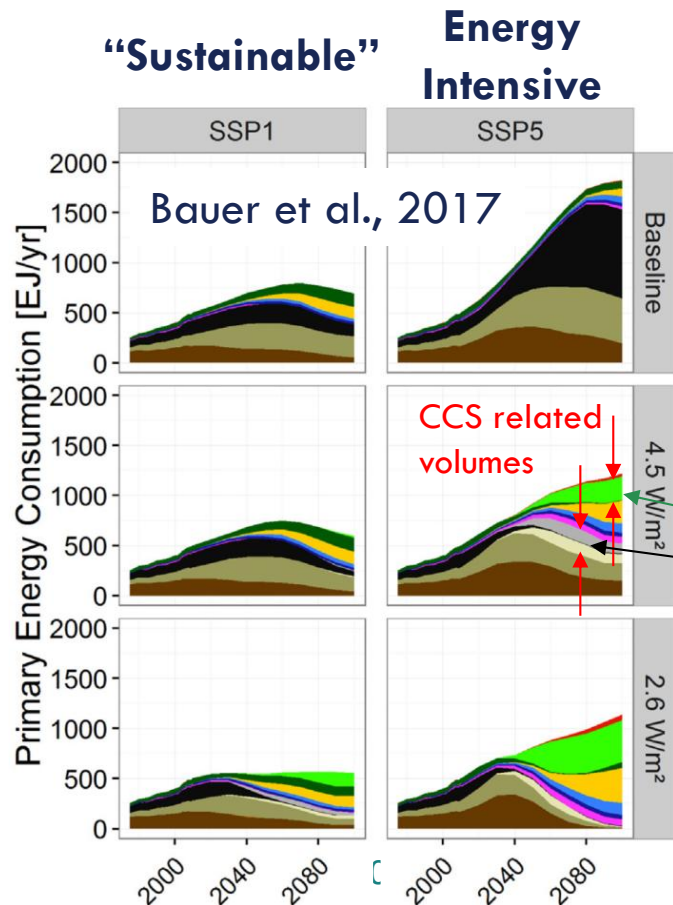 “Sustainable”
Energy
Intensive
SSP1
SSP5
Primary Energy Consumption [EJ/yr]
2000
1500
1000
500
0
Bauer et al., 2017
Baseline
2000
1500
1000
500
0
CCS related
volumes
4.5 W/m²
2000
1500
1000
500
0
2.6 W/m²
2000
2040
2080
2000
2040
2080